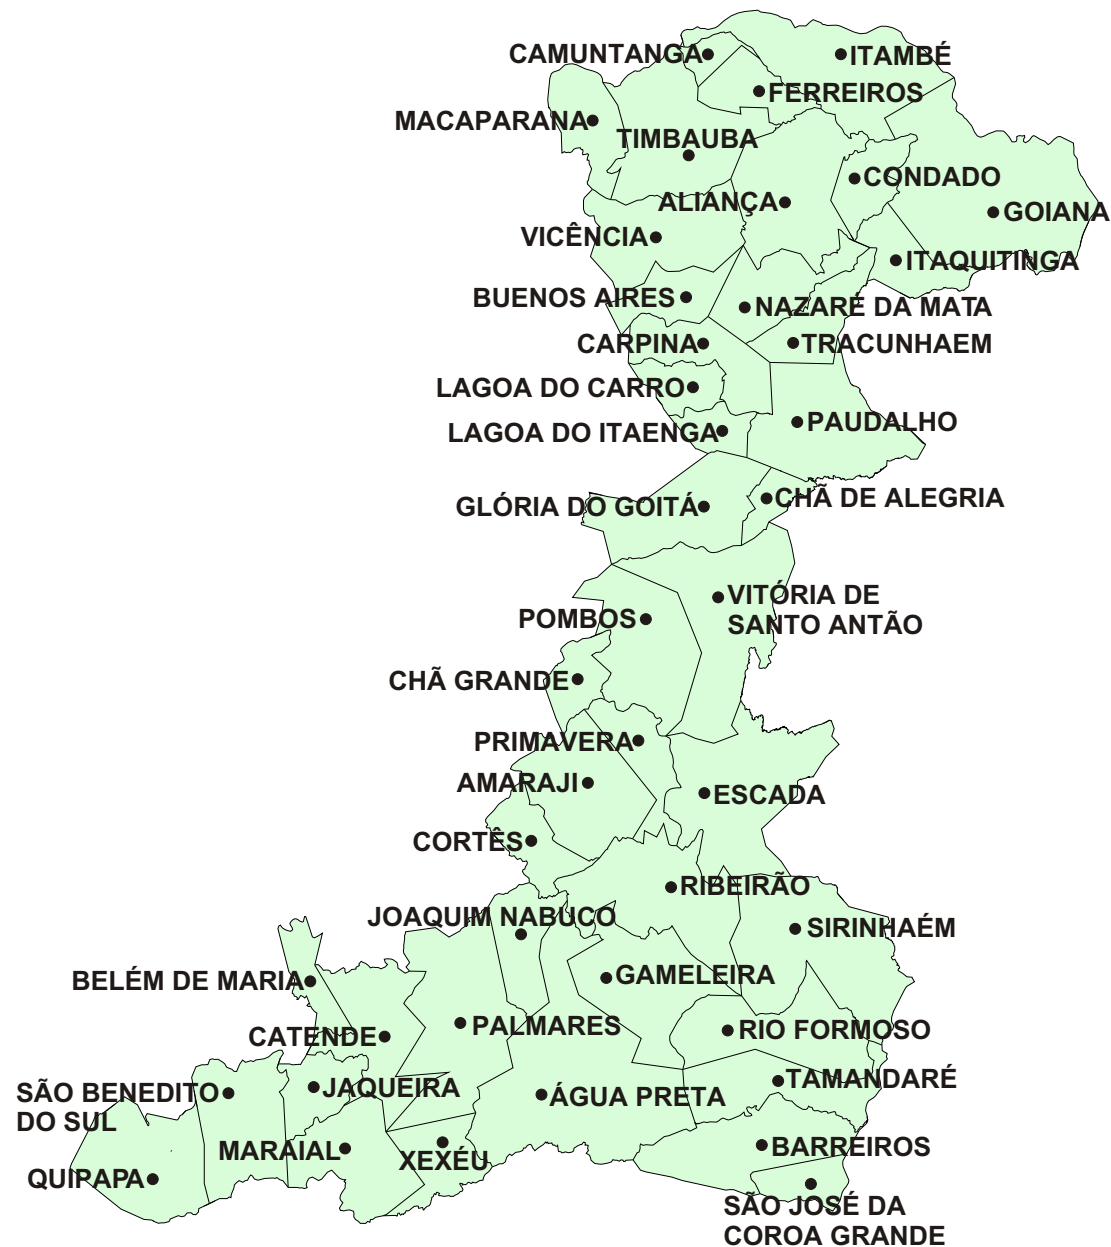 CAMUNTANGA
ITAMBÉ
FERREIROS
MACAPARANA
TIMBAUBA
CONDADO
ALIANÇA
GOIANA
VICÊNCIA
ITAQUITINGA
BUENOS AIRES
NAZARÉ DA MATA
CARPINA
TRACUNHAEM
LAGOA DO CARRO
PAUDALHO
LAGOA DO ITAENGA
CHÃ DE ALEGRIA
GLÓRIA DO GOITÁ
VITÓRIA DE
SANTO ANTÃO
POMBOS
CHÃ GRANDE
PRIMAVERA
AMARAJI
ESCADA
CORTÊS
RIBEIRÃO
JOAQUIM NABUCO
SIRINHAÉM
GAMELEIRA
BELÉM DE MARIA
PALMARES
RIO FORMOSO
CATENDE
TAMANDARÉ
JAQUEIRA
SÃO BENEDITO
DO SUL
ÁGUA PRETA
BARREIROS
MARAIAL
XEXÉU
QUIPAPA
SÃO JOSÉ DA
COROA GRANDE